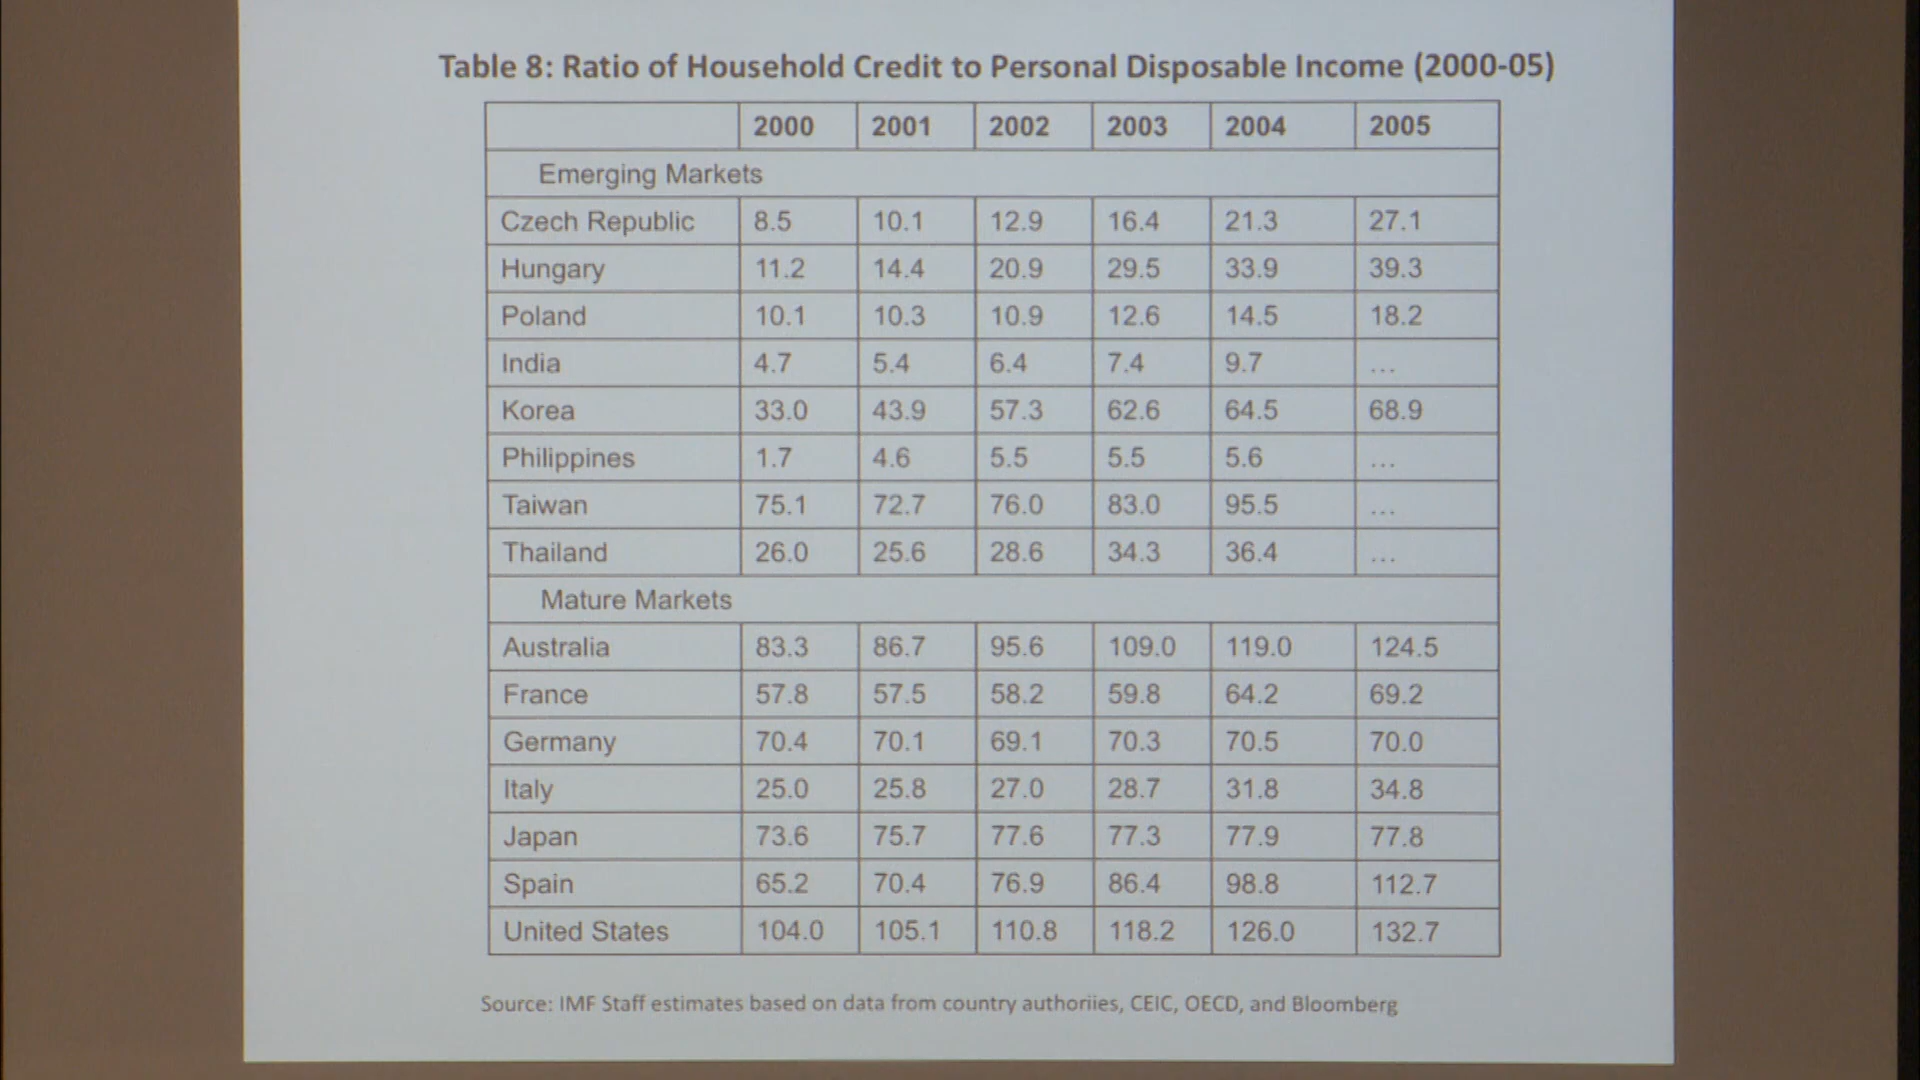 Table 8: Ratio of Household Credit to Personal Disposable Income (2000-05)
2000 2001 2002 2003 2004 2005
Emerging Markets
Czech Republic 8.5 10.1 12.9 16.4 21.3 27.1
Hungary 11.2 14.4 20.9 29.5 33.9 39.3
Poland 10.1 10.3 10.9 12.6 14.5 18.2
India 4.7 5.4 6.4 7.4 9.7 ...
Korea 33.0 43.9 57.3 62.6 64.5 68.9
Philippines 1.7 4.6 5.5 5.5 5.6 ...
Taiwan 75.1 72.7 76.0 83.0 95.5 ...
Thailand 26.0 25.6 28.6 34.3 36.4 ...
Mature Markets
Australia 83.3 86.7 95.6 109.0 119.0 124.5
France 57.8 57.5 58.2 59.8 64.2 69.2
Germany 70.4 70.1 69.1 70.3 70.5 70.0
Italy 25.0 25.8 27.0 28.7 31.8 34.8
Japan 73.6 75.7 77.6 77.3 77.9 77.8
Spain 65.2 70.4 76.9 86.4 98.8 112.7
United States 104.0 105.1 110.8 118.2 126.0 132.7
Source: IMF Staff estimates based on data from country authoriies, CEIC, OECD, and Bloomberg